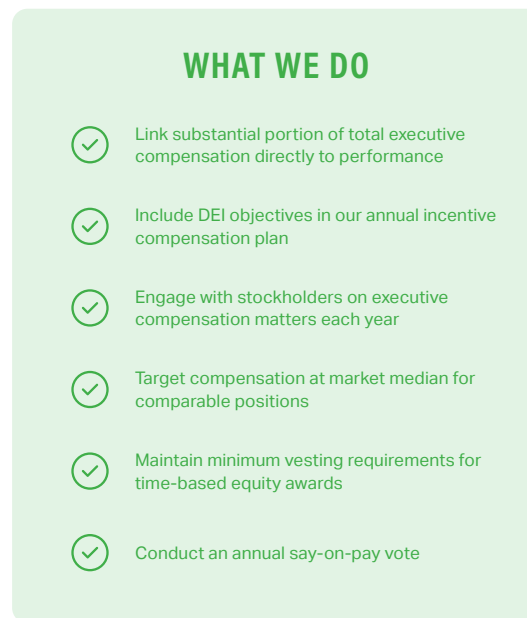 WHAT WE DO
Link substantial portion of total executive
compensation directly to performance
Include DEI objectives in our annual incentive
compensation plan
Engage with stockholders on executive
compensation matters each year
Target compensation at market median for
comparable positions
Maintain minimum vesting requirements for
time-based equity awards
Conduct an annual say-on-pay vote